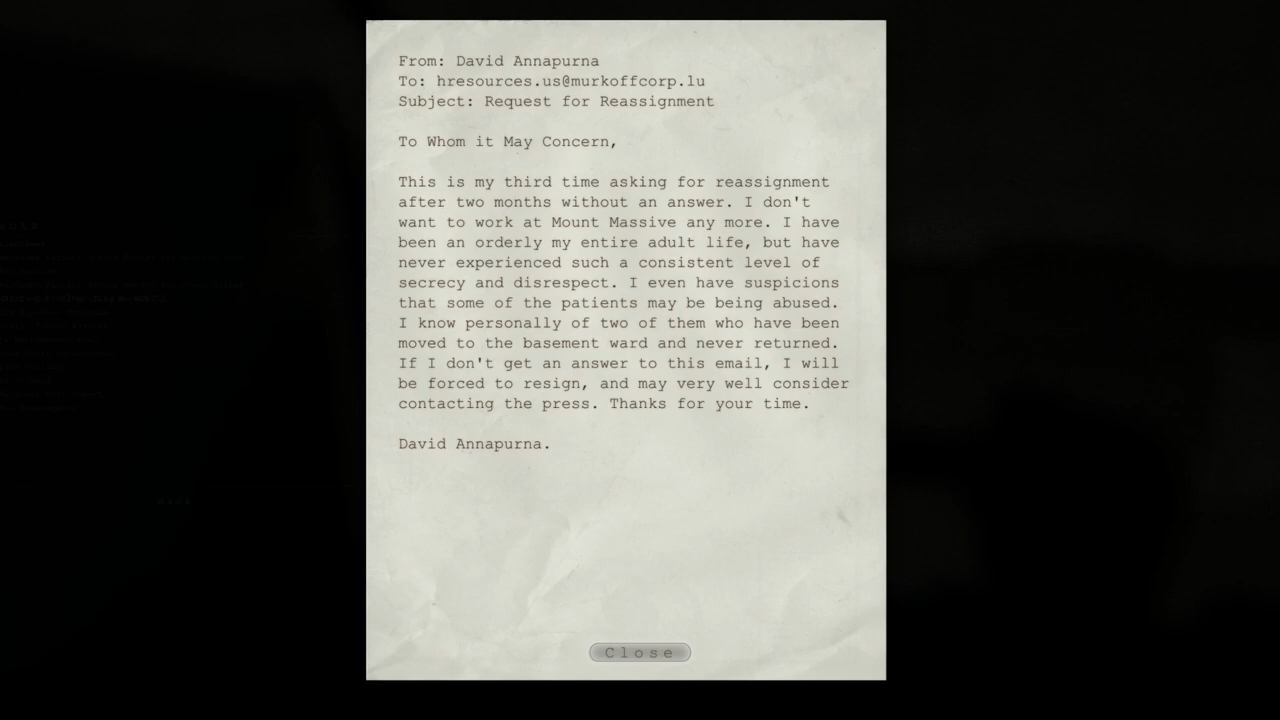 From: David Annapurna
To: hresources.us@murkoffcorp.lu
Subject: Request for Reassignment
To Whom it May Concern,
This is my third time asking for reassignment
after two months without an answer. I don't
want to work at Mount Massive any more. I have
been an orderly my entire adult life, but have
never experienced such a consistent level of
secrecy and disrespect. I even have suspicions
that some of the patients may be being abused.
I know personally of two of them who have been
moved to the basement ward and never returned.
If I don't get an answer to this email, I will
be forced to resign, and may very well consider
contacting the press. Thanks for your time.
David Annapurna.
Close